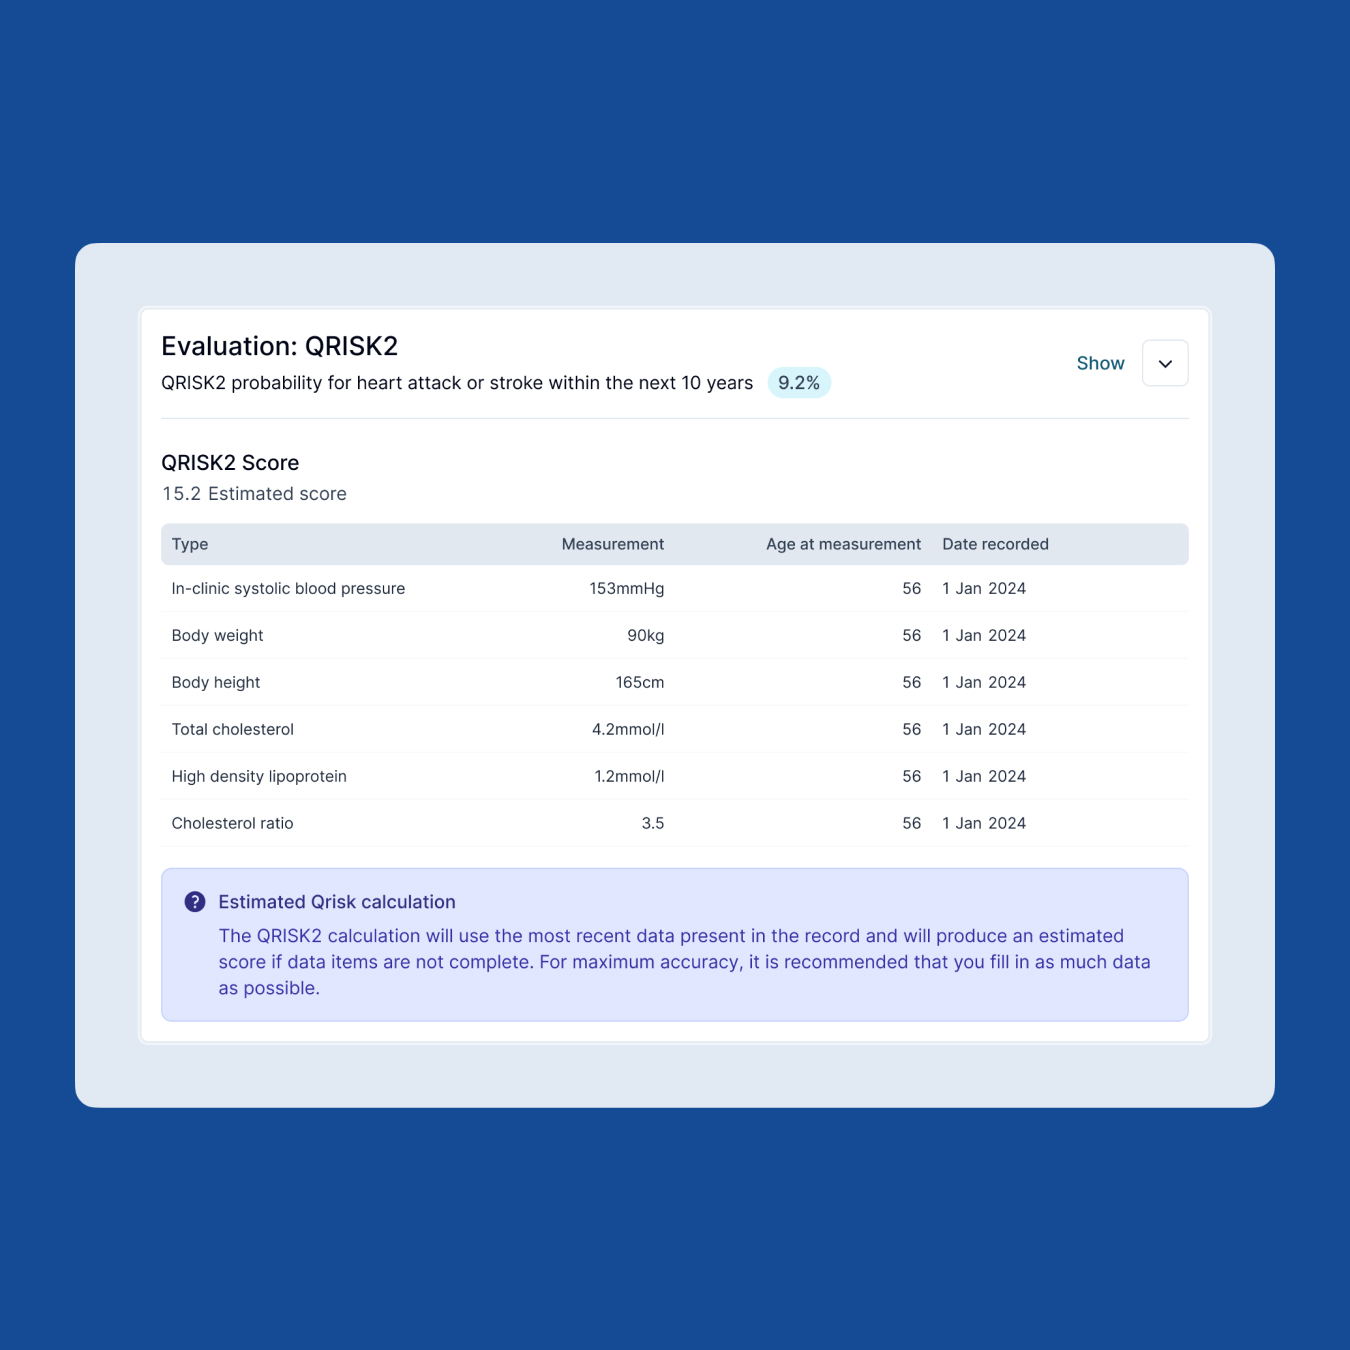 Evaluation: QRISK2
QRISK2 probability for heart attack or stroke within the next 10 years 9.2%
Show
QRISK2 Score
15.2 Estimated score
Type Measurement Age at measurement Date recorded
In-clinic systolic blood pressure 153mmHg 56 1 Jan 2024
Body weight 90kg 56 1 Jan 2024
Body height 165cm 56 1 Jan 2024
Total cholesterol 4.2mmol/l 56 1 Jan 2024
High density lipoprotein 1.2mmol/l 56 1 Jan 2024
Cholesterol ratio 3.5 56 1 Jan 2024
? Estimated Qrisk calculation
The QRISK2 calculation will use the most recent data present in the record and will produce an estimated
score if data items are not complete. For maximum accuracy, it is recommended that you fill in as much data
as possible.